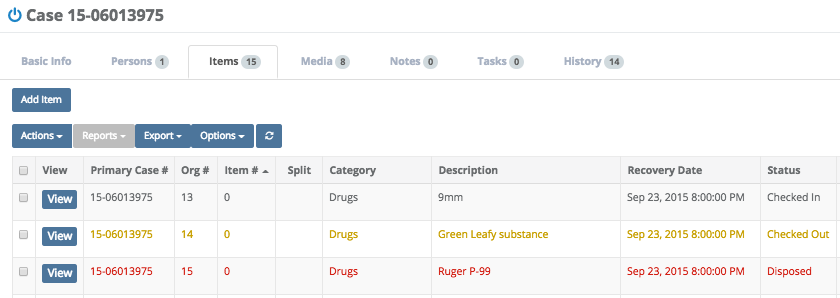 Case 15-06013975
Basic Info Persons 1 Items 15 Media 8 Notes 0 Tasks 0 History 14
Add Item
Actions Reports Export Options
View Primary Case # Org # Item # Split Category Description Recovery Date Status
View 15-06013975 13 0 Drugs 9mm Sep 23, 2015 8:00:00 PM Checked In
View 15-06013975 14 0 Drugs Green Leafy substance Sep 23, 2015 8:00:00 PM Checked Out
View 15-06013975 15 0 Drugs Ruger P-99 Sep 23, 2015 8:00:00 PM Disposed